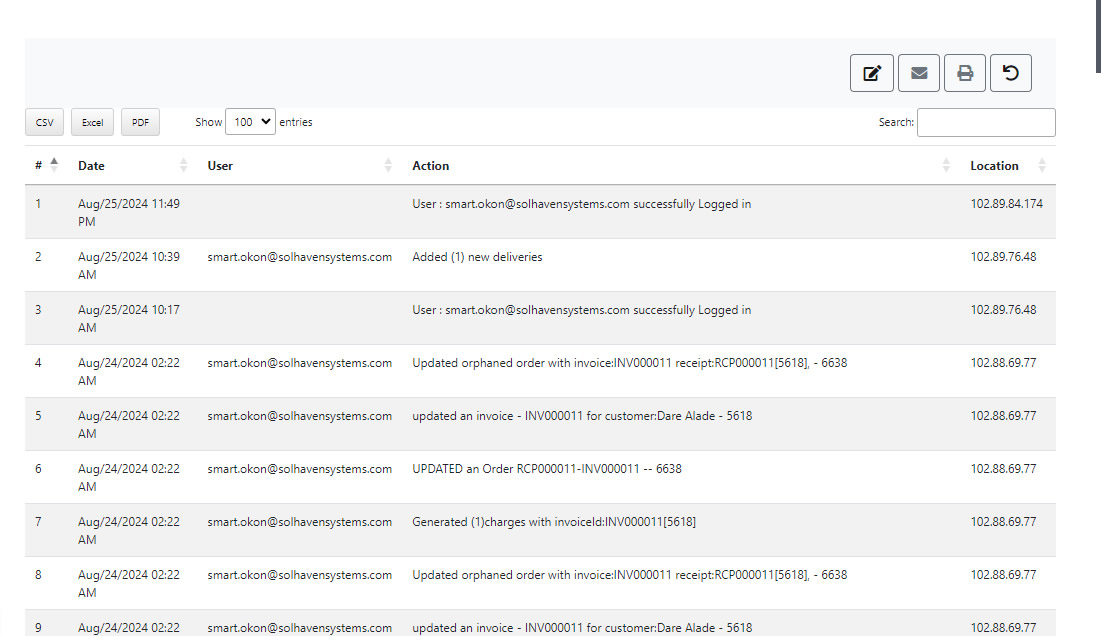 CSV Excel PDF Show 100 entries Search:
# Date User Action Location
1 Aug/25/2024 11:49 User : smart.okon@solhavensystems.com successfully Logged in 102.89.84.174
PM
2 Aug/25/2024 10:39 smart.okon@solhavensystems.com Added (1) new deliveries 102.89.76.48
AM
3 Aug/25/2024 10:17 User : smart.okon@solhavensystems.com successfully Logged in 102.89.76.48
AM
4 Aug/24/2024 02:22 smart.okon@solhavensystems.com Updated orphaned order with invoice:INV000011 receipt:RCP000011[5618], - 6638 102.88.69.77
AM
5 Aug/24/2024 02:22 smart.okon@solhavensystems.com updated an invoice - INV000011 for customer:Dare Alade - 5618 102.88.69.77
AM
6 Aug/24/2024 02:22 smart.okon@solhavensystems.com UPDATED an Order RCP000011-INV000011 -- 6638 102.88.69.77
AM
7 Aug/24/2024 02:22 smart.okon@solhavensystems.com Generated (1)charges with invoiceId:INV000011[5618] 102.88.69.77
AM
8 Aug/24/2024 02:22 smart.okon@solhavensystems.com Updated orphaned order with invoice:INV000011 receipt:RCP000011[5618], - 6638 102.88.69.77
AM
9 Aug/24/2024 02:22 smart.okon@solhavensystems.com updated an invoice - INV000011 for customer:Dare Alade - 5618 102.88.69.77